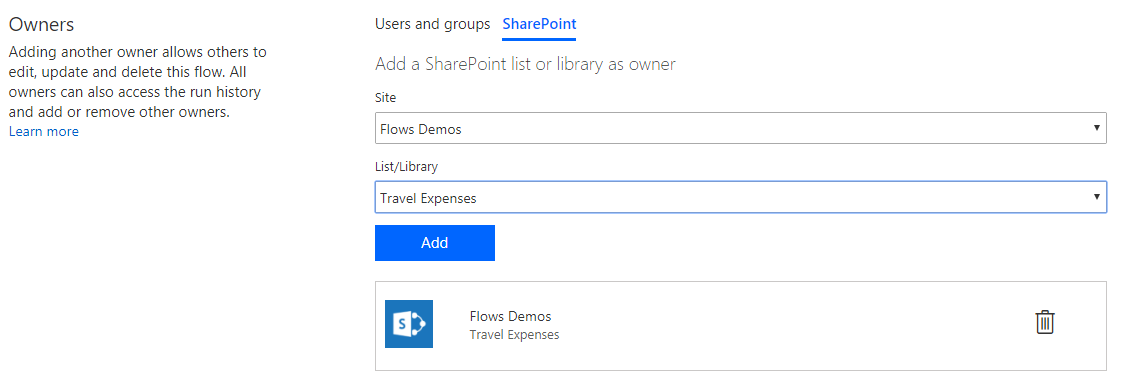 Owners
Adding another owner allows others to
edit, update and delete this flow. All
owners can also access the run history
and add or remove other owners.
Learn more
Users and groups SharePoint
Add a SharePoint list or library as owner
Site
Flows Demos
List/Library
Travel Expenses
Add
S
Flows Demos
Travel Expenses